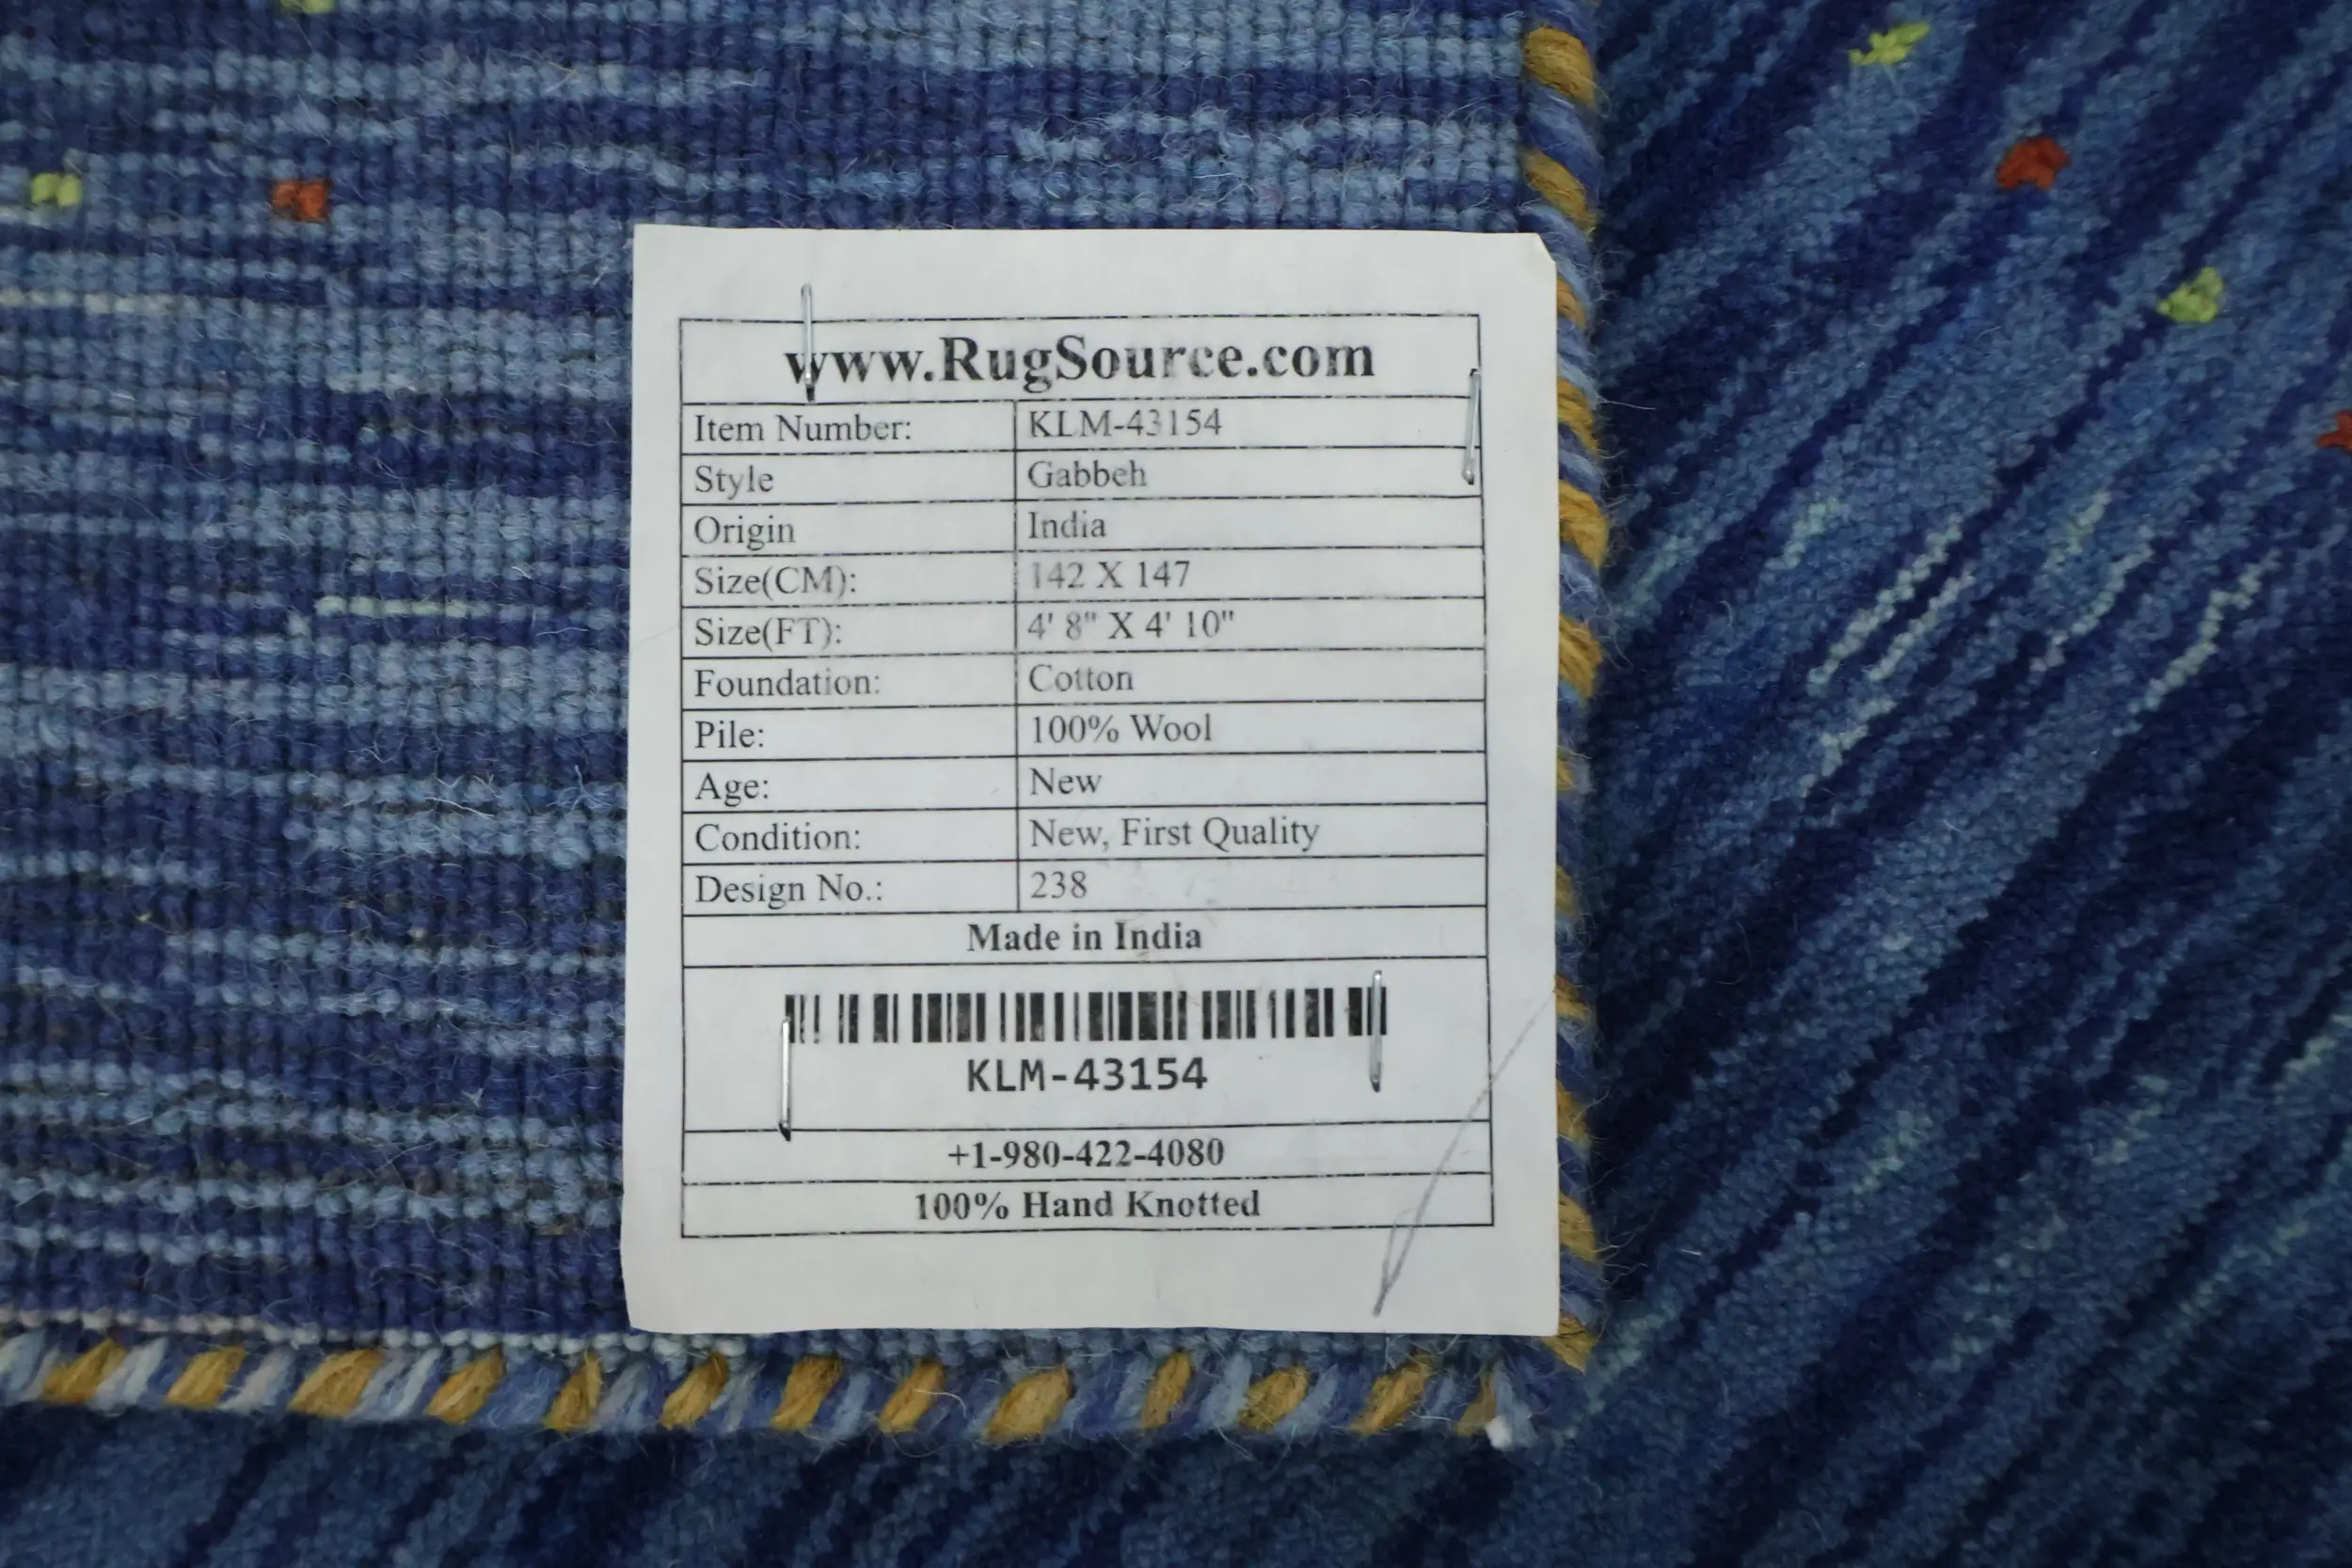 www.RugSource.com
Item Number: KLM-43154
Style Gabbeh
Origin India
Size(CM): 142 X 147
Size(FT): 4' 8" X 4' 10"
Foundation: Cotton
Pile: 100% Wool
Age: New
Condition: New, First Quality
Design No.: 238
Made in India
KLM-43154
+1-980-422-4080
100% Hand Knotted